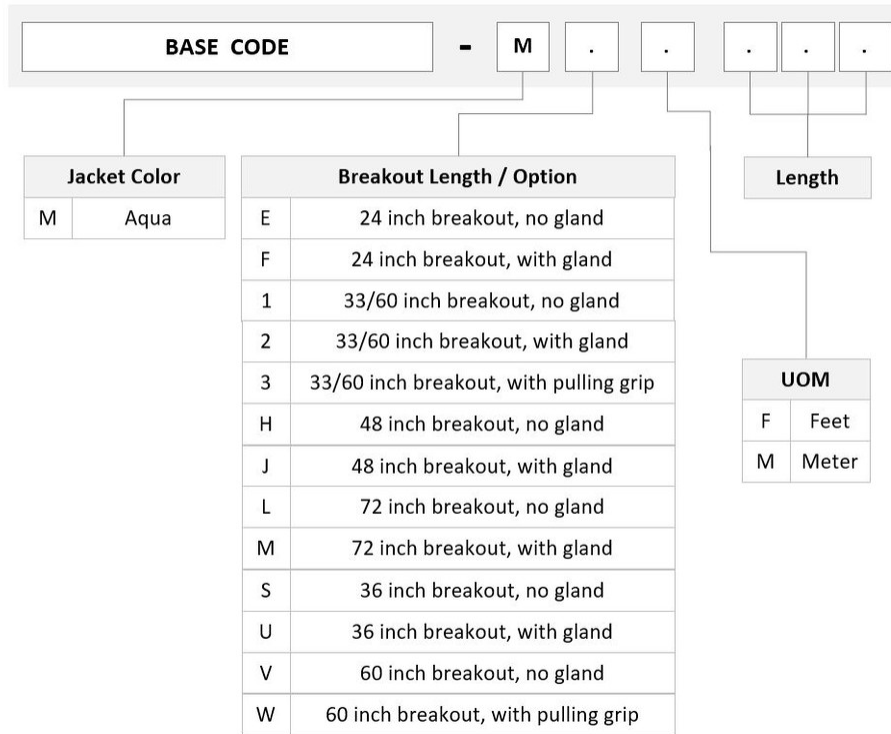 BASE CODE - M . . . . .
Jacket Color
M Aqua
Breakout Length / Option
E 24 inch breakout, no gland
F 24 inch breakout, with gland
1 33/60 inch breakout, no gland
2 33/60 inch breakout, with gland
3 33/60 inch breakout, with pulling grip
H 48 inch breakout, no gland
J 48 inch breakout, with gland
L 72 inch breakout, no gland
M 72 inch breakout, with gland
S 36 inch breakout, no gland
U 36 inch breakout, with gland
V 60 inch breakout, no gland
W 60 inch breakout, with pulling grip
Length
UOM
F Feet
M Meter